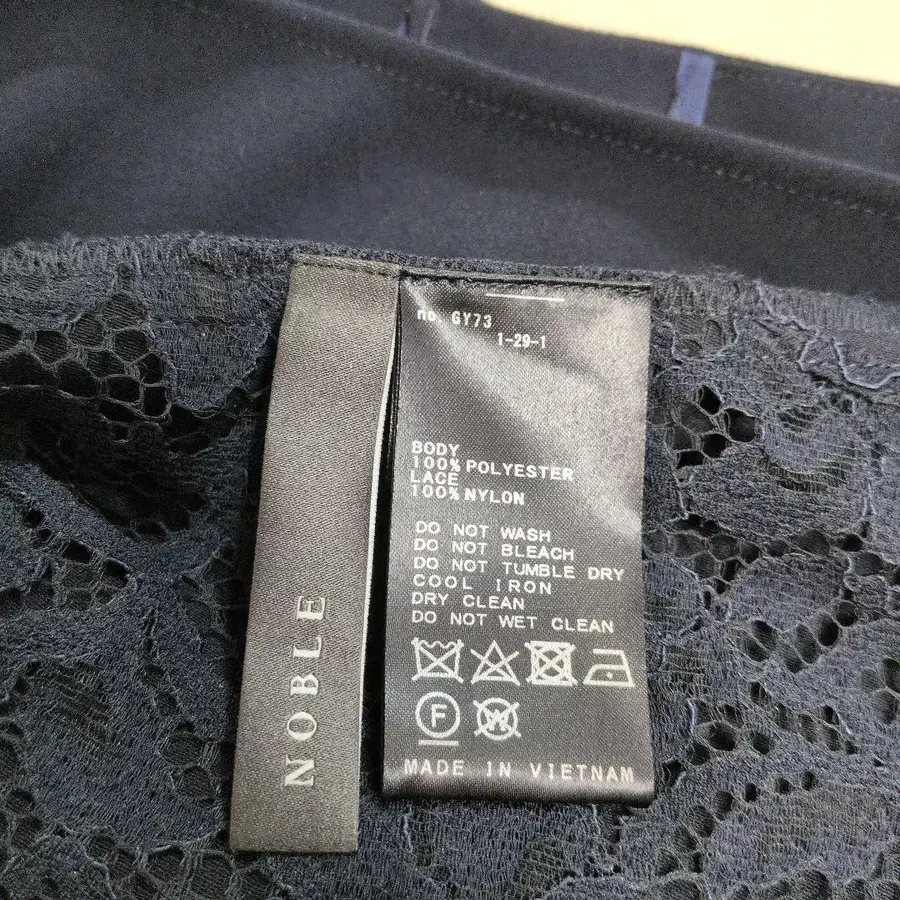 NOBLE
no. GY73
1-29-1
BODY
100% POLYESTER
LACE
100% NYLON
DO NOT WASH
DO NOT BLEACH
DO NOT TUMBLE DRY
COOL IRON
DRY CLEAN
DO NOT WET CLEAN
F W
MADE IN VIETNAM